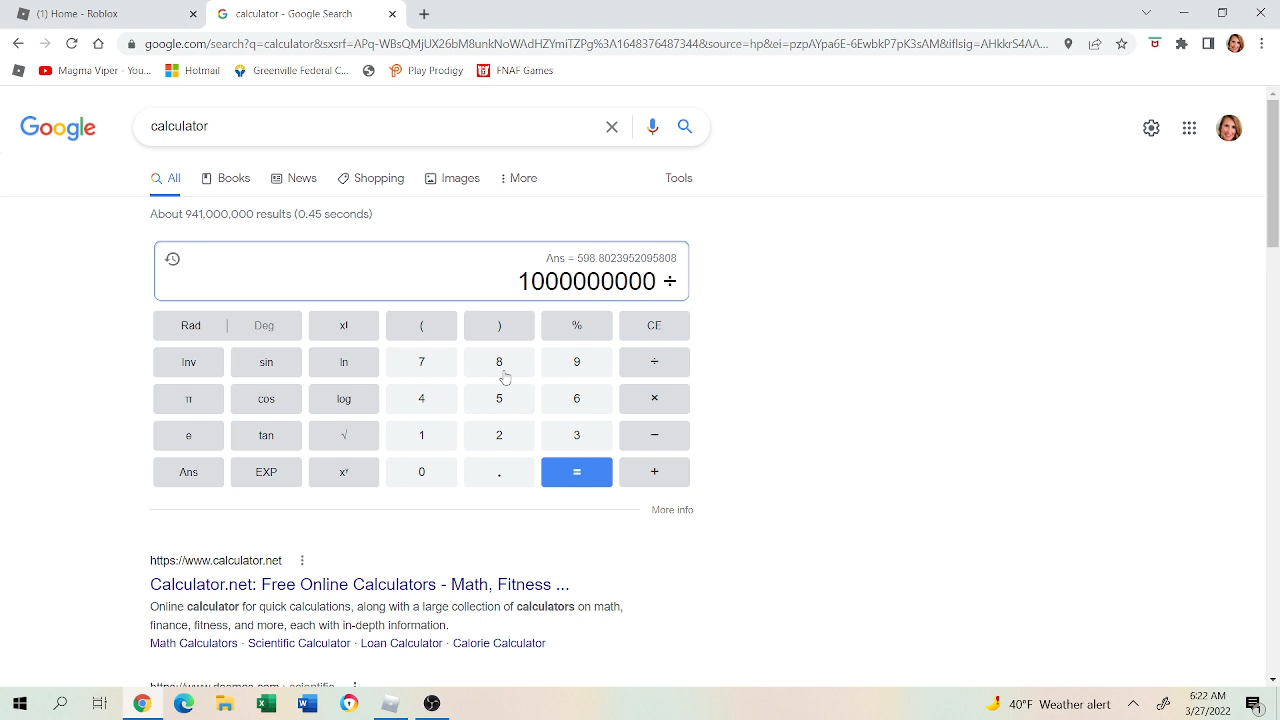 (1) Home - Roblox
calculator - Google Search
google.com/search?q=calculator&sxsrf=APq-WBsQMjUX26hM8mkNoWAdUZYmiTZPg%3A1648376487344&source=hp&ei=pzpAYpa6E-6EwbkP7pK3sAM&iflsig=AHkkrS4AA...
Magma Viper - You...
Hotmail
Greenville Federal C...
Play Prodigy
FNAF Games
Google
calculator
All
Books
News
Shopping
Images
More
Tools
About 941,000,000 results (0.45 seconds)
Ans = 598.8023952095808
1000000000 ÷
Rad | Deg x! ( ) % CE
Inv sin ln 7 8 9 ÷
π cos log 4 5 6 ×
e tan √ 1 2 3 −
Ans EXP xʸ 0 . = +
More info
https://www.calculator.net
Calculator.net: Free Online Calculators - Math, Fitness ...
Online calculator for quick calculations, along with a large collection of calculators on math,
finance, fitness, and more, each with in-depth information.
Math Calculators · Scientific Calculator · Loan Calculator · Calorie Calculator
40°F Weather alert
6:22 AM
3/27/2022
1